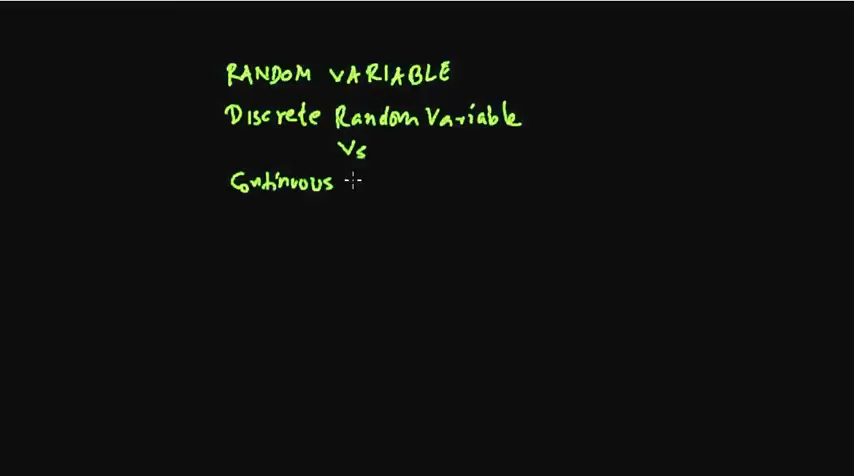 RANDOM VARIABLE
Discrete Random Variable
Vs
Continuous